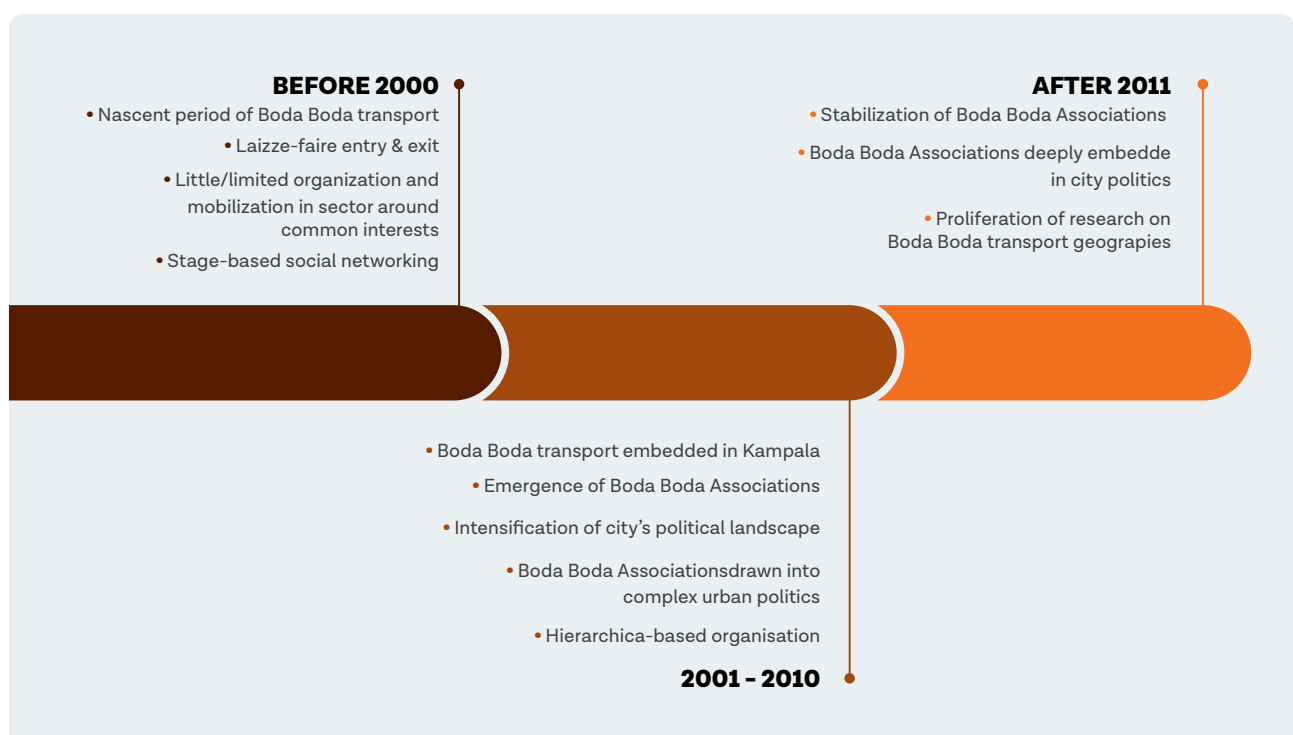 BEFORE 2000
• Nascent period of Boda Boda transport
• Laizze-faire entry & exit
• Little/limited organization and
mobilization in sector around
common interests
• Stage-based social networking
AFTER 2011
• Stabilization of Boda Boda Associations
• Boda Boda Associations deeply embedde
in city politics
• Proliferation of research on
Boda Boda transport geograpies
• Boda Boda transport embedded in Kampala
• Emergence of Boda Boda Associations
• Intensification of city’s political landscape
• Boda Boda Associationsdrawn into
complex urban politics
• Hierarchica-based organisation
2001 – 2010